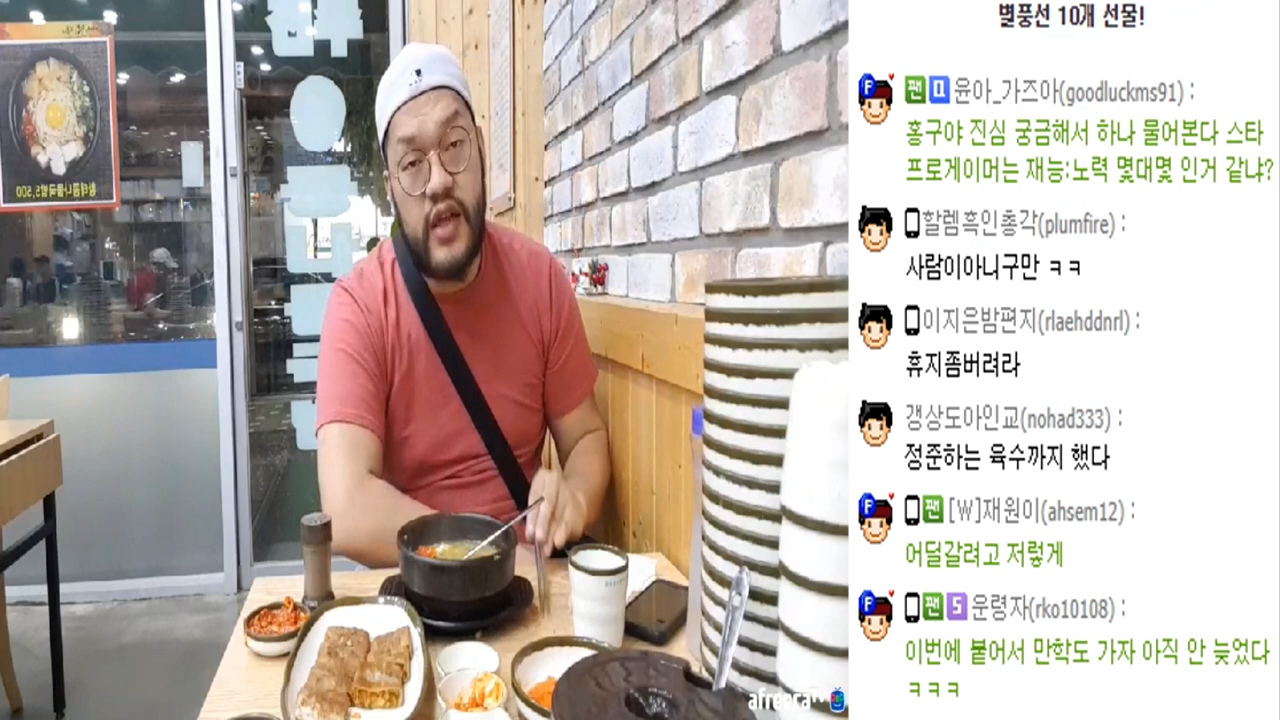 별풍선 10개 선물!
팬 Q 윤아_가즈아(goodluckms91) :
홍구야 진심 궁금해서 하나 물어본다 스타
프로게이머는 재능:노력 몇대몇 인거 같냐?
할렘흑인총각(plumfire) :
사람이아니구만 ㅋㅋ
이지은밤편지(rlaehddnrl) :
휴지좀버려라
갱상도아인교(nohad333) :
정준하는 육수까지 했다
팬 [W]재원이(ahsem12) :
어딜갈려고 저렇게
팬 S 운령자(rko10108) :
이번에 붙어서 만학도 가자 아직 안 늦었다
ㅋㅋㅋ
afreecaTV